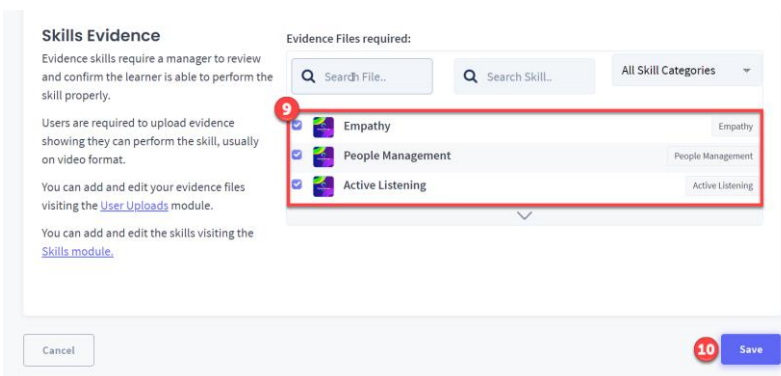 Skills Evidence
Evidence skills require a manager to review
and confirm the learner is able to perform the
skill properly.
Users are required to upload evidence
showing they can perform the skill, usually
on video format.
You can add and edit your evidence files
visiting the User Uploads module.
You can add and edit the skills visiting the
Skills module.
Evidence Files required:
Search File..
Search Skill..
All Skill Categories
9
Empathy
Empathy
People Management
People Management
Active Listening
Active Listening
Cancel
10
Save